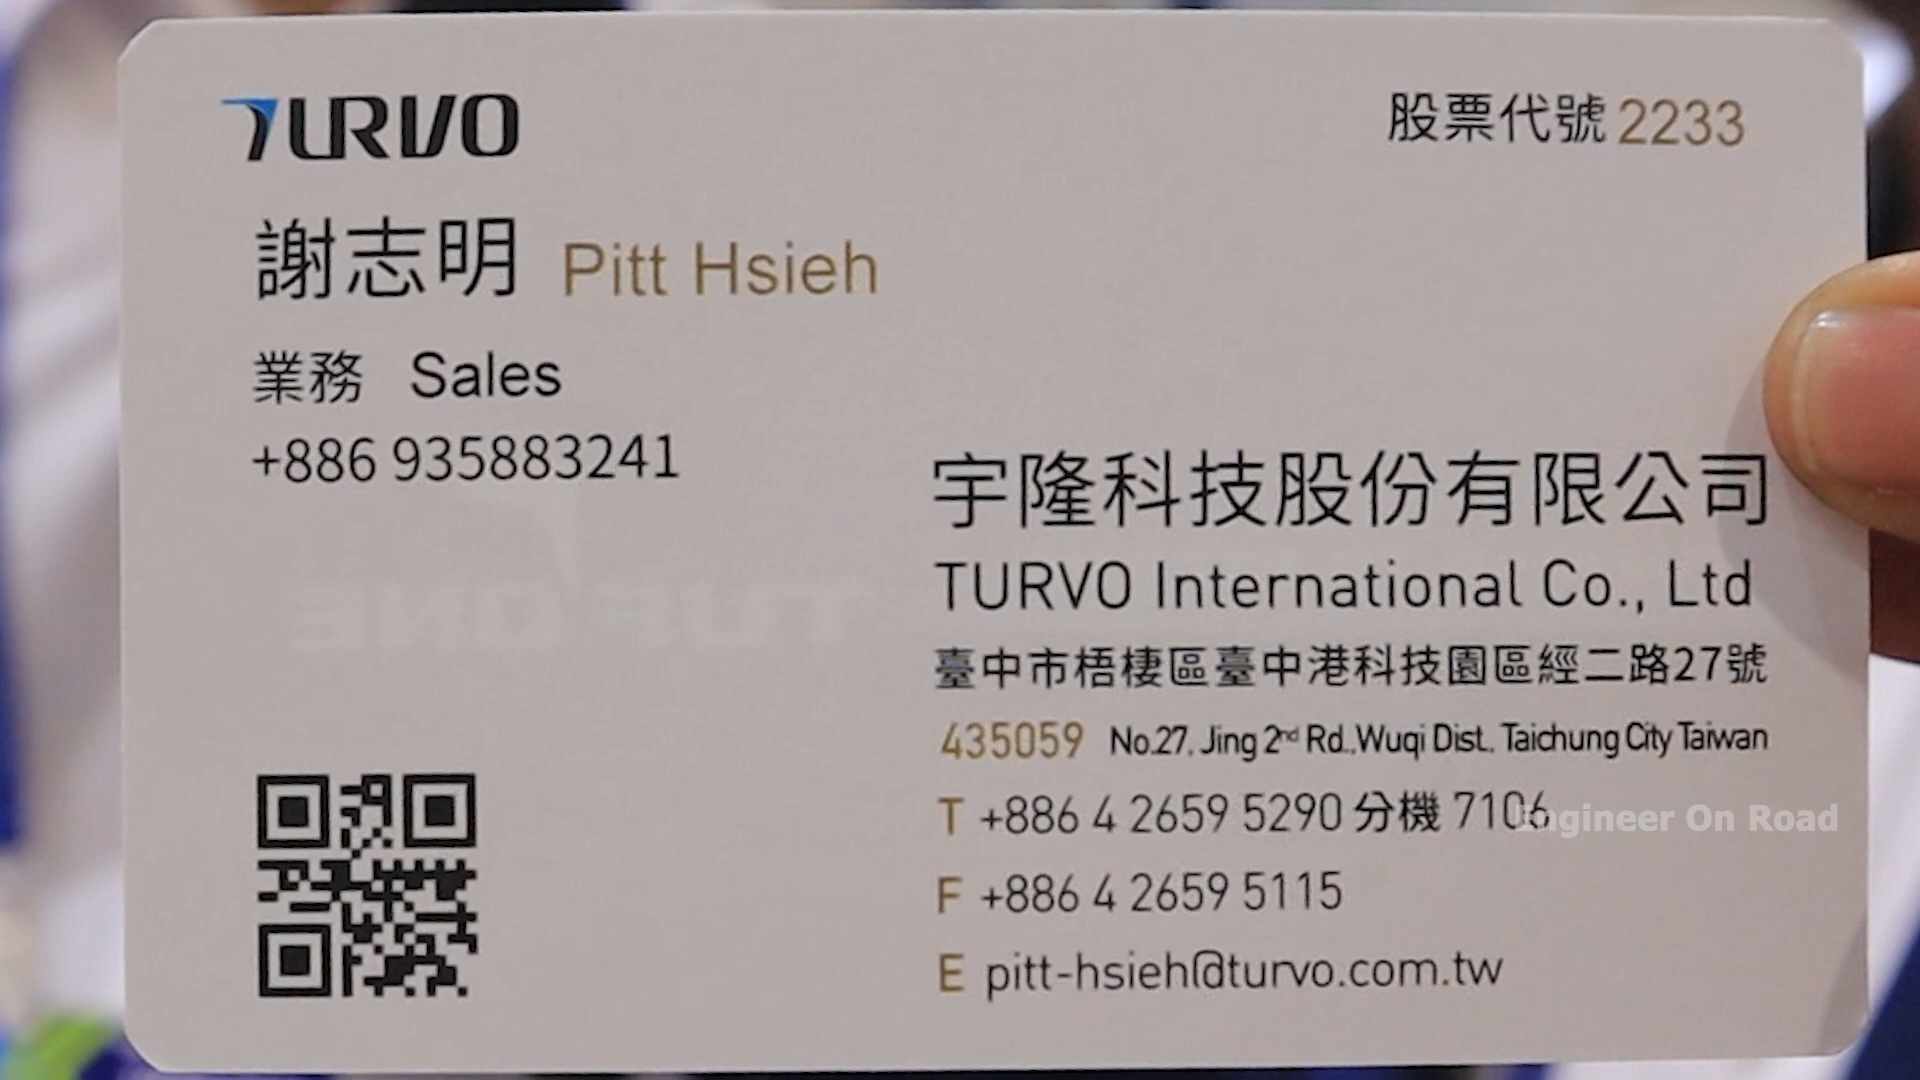 TURVO
股票代號 2233
謝志明 Pitt Hsieh
業務 Sales
+886 935883241
宇隆科技股份有限公司
TURVO International Co., Ltd
臺中市梧棲區臺中港科技園區經二路27號
435059 No.27, Jing 2nd Rd.,Wuqi Dist., Taichung City Taiwan
T +886 4 2659 5290 分機 7106
Engineer On Road
F +886 4 2659 5115
E pitt-hsieh@turvo.com.tw